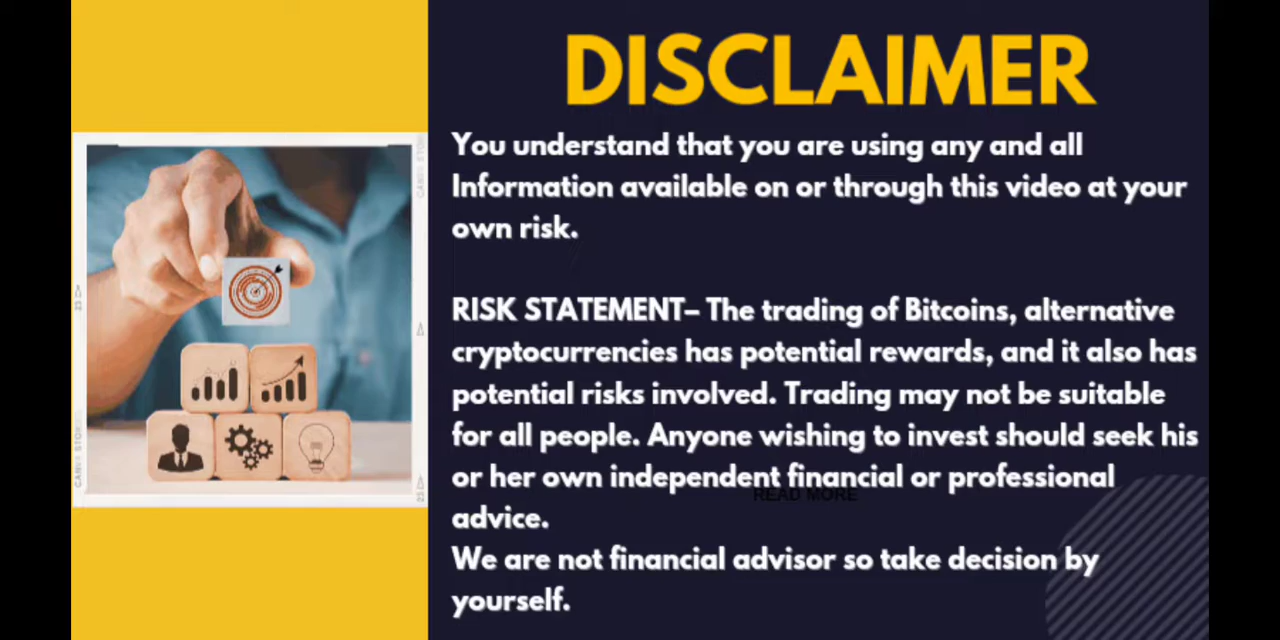 DISCLAIMER
You understand that you are using any and all
Information available on or through this video at your
own risk.
RISK STATEMENT– The trading of Bitcoins, alternative
cryptocurrencies has potential rewards, and it also has
potential risks involved. Trading may not be suitable
for all people. Anyone wishing to invest should seek his
or her own independent financial or professional
READ MORE
advice.
We are not financial advisor so take decision by
yourself.